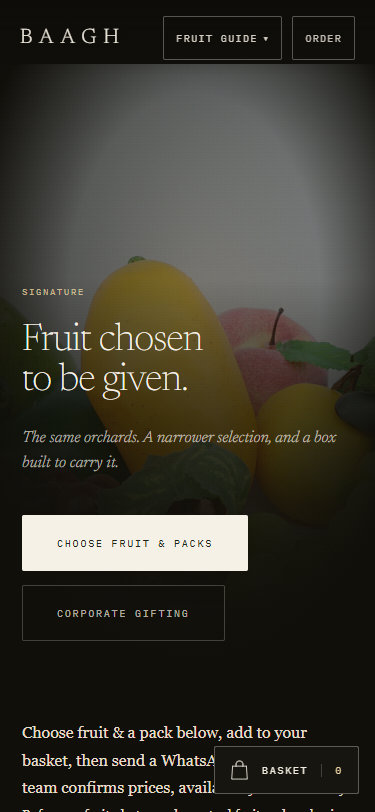 BAAGH
FRUIT GUIDE ▾
ORDER
SIGNATURE
Fruit chosen
to be given.
The same orchards. A narrower selection, and a box
built to carry it.
CHOOSE FRUIT & PACKS
CORPORATE GIFTING
Choose fruit & a pack below, add to your
basket, then send a WhatsA
team confirms prices,
BASKET | 0